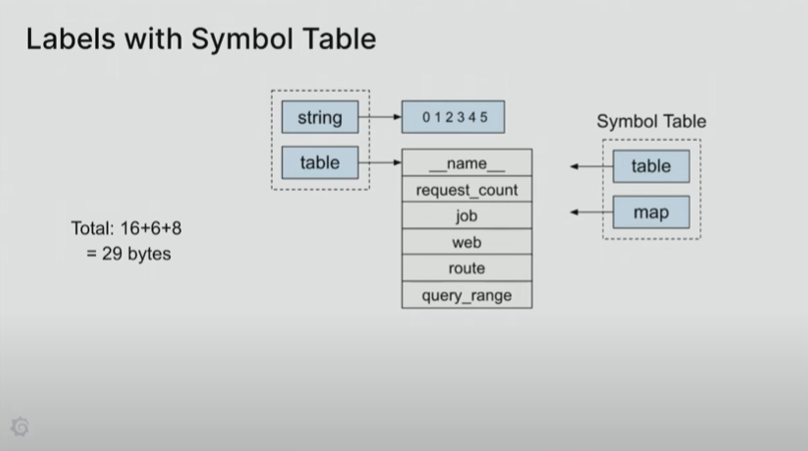 Labels with Symbol Table
string
0 1 2 3 4 5
table
__name__
request_count
job
web
route
query_range
Symbol Table
table
map
Total: 16+6+8
= 29 bytes